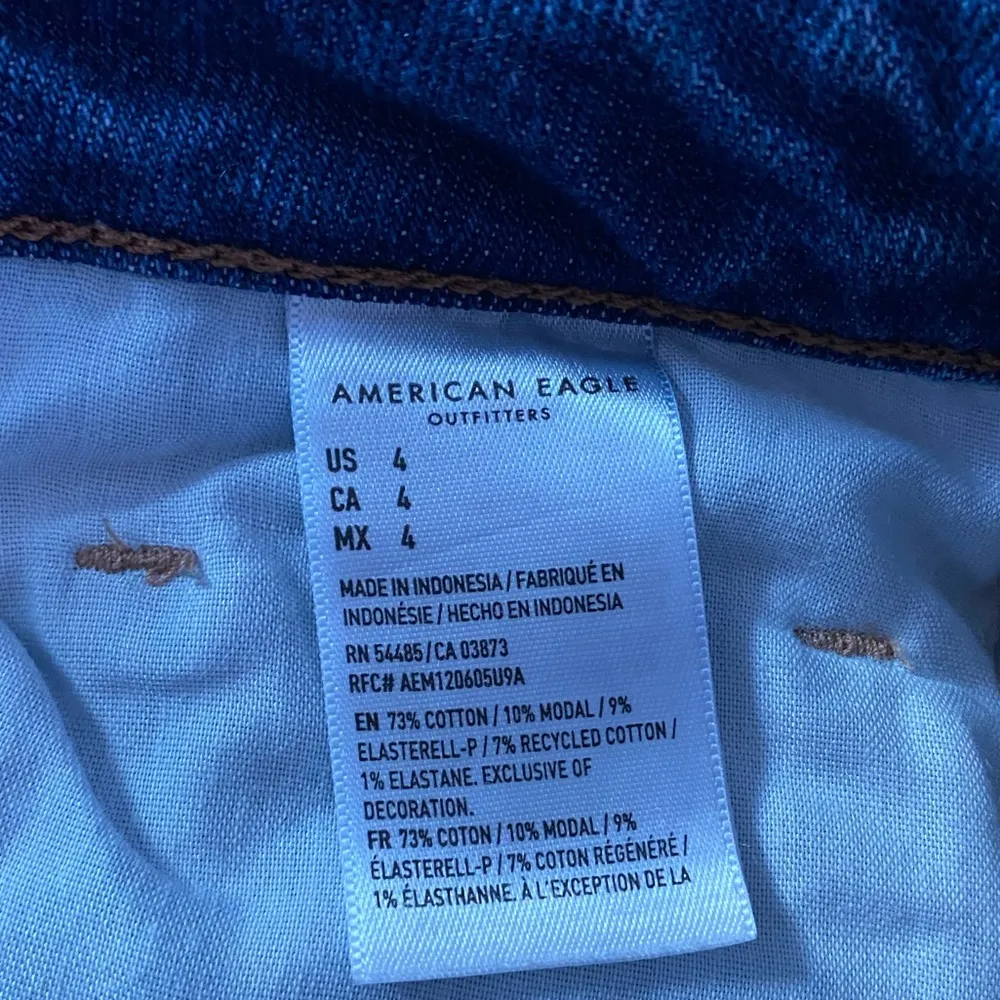 AMERICAN EAGLE
OUTFITTERS
US 4
CA 4
MX 4
MADE IN INDONESIA / FABRIQUÉ EN
INDONÉSIE / HECHO EN INDONESIA
RN 54485 / CA 03873
RFC# AEM120605U9A
EN 73% COTTON / 10% MODAL / 9%
ELASTERELL-P / 7% RECYCLED COTTON /
1% ELASTANE. EXCLUSIVE OF
DECORATION.
FR 73% COTON / 10% MODAL / 9%
ÉLASTERELL-P / 7% COTON RÉGÉNÉRÉ /
1% ÉLASTHANNE. À L'EXCEPTION DE LA